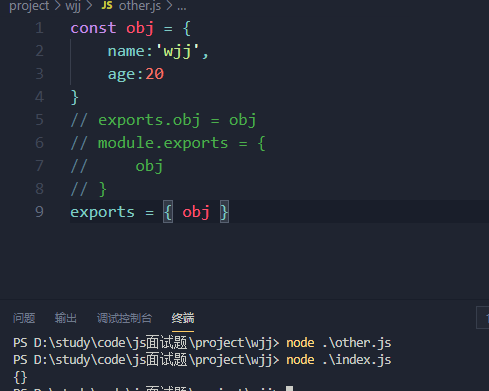 project > wjj > JS other.js > ...
1 const obj = {
2 name:'wjj',
3 age:20
4 }
5 // exports.obj = obj
6 // module.exports = {
7 // obj
8 // }
9 exports = { obj }
问题 输出 调试控制台 终端
PS D:\study\code\js面试题\project\wjj> node .\other.js
PS D:\study\code\js面试题\project\wjj> node .\index.js
{}